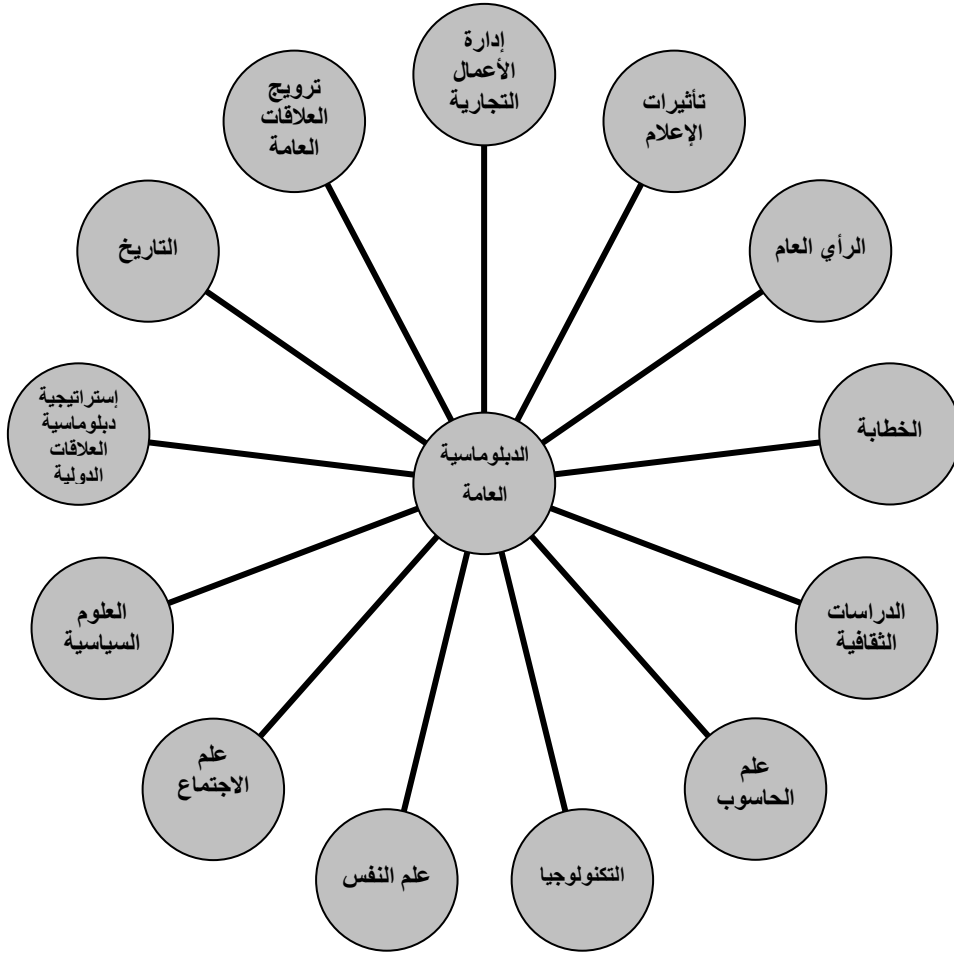 إدارة
الأعمال
التجارية
تأثيرات
الإعلام
الرأي العام
الخطابة
الدراسات
الثقافية
علم
الحاسوب
التكنولوجيا
علم النفس
علم
الاجتماع
العلوم
السياسية
إستراتيجية
دبلوماسية
العلاقات
الدولية
التاريخ
ترويج
العلاقات
العامة
الدبلوماسية
العامة